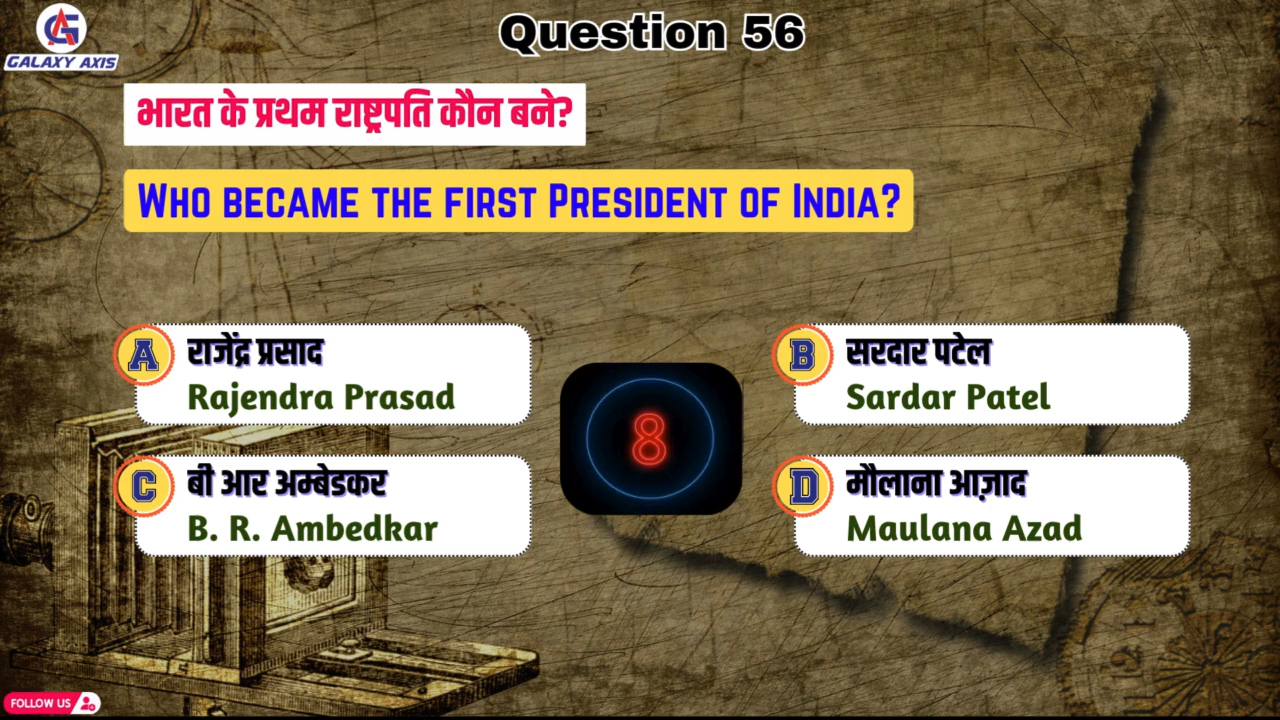 GALAXY AXIS
Question 56
भारत के प्रथम राष्ट्रपति कौन बने?
Who became the first President of India?
A
राजेंद्र प्रसाद
Rajendra Prasad
B
सरदार पटेल
Sardar Patel
8
C
बी आर अम्बेडकर
B. R. Ambedkar
D
मौलाना आज़ाद
Maulana Azad
FOLLOW US